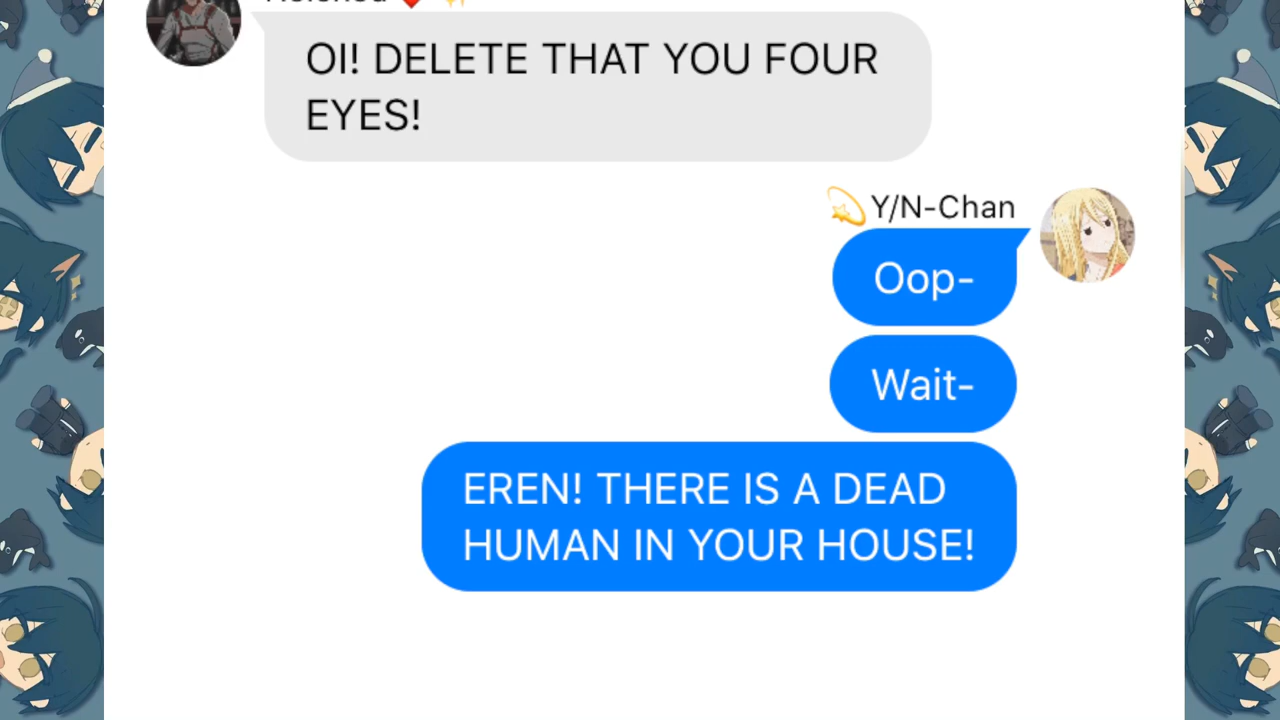 OI! DELETE THAT YOU FOUR
EYES!
Y/N-Chan
Oop-
Wait-
EREN! THERE IS A DEAD
HUMAN IN YOUR HOUSE!